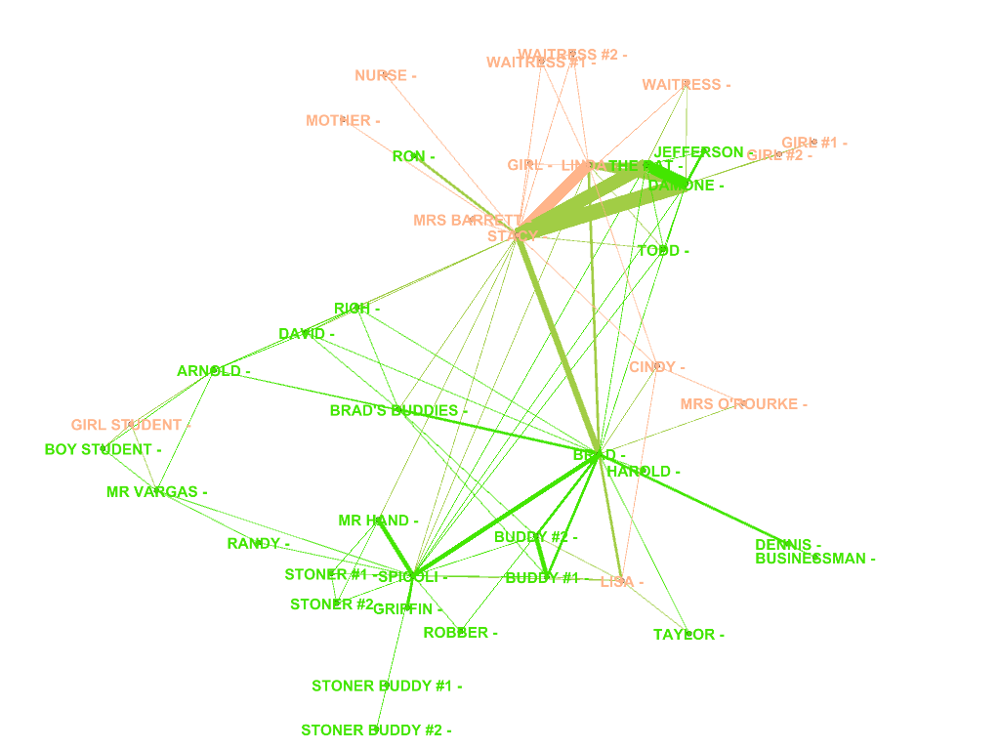 WAITRESS #2 -
WAITRESS #1 -
NURSE -
WAITRESS -
MOTHER -
GIRL #1 -
JEFFERSON -
GIRL #2 -
RON -
GIRL -
LINDA
THE RAT -
DAMONE -
MRS BARRETT -
STACY
TODD -
RICH -
DAVID -
CINDY -
ARNOLD -
MRS O'ROURKE -
BRAD'S BUDDIES -
GIRL STUDENT -
BOY STUDENT -
BRAD -
HAROLD -
MR VARGAS -
MR HAND -
BUDDY #2 -
RANDY -
DENNIS -
BUSINESSMAN -
STONER #1 -
SPICOLI -
BUDDY #1 -
LISA -
STONER #2 -
GRIFFIN -
ROBBER -
TAYLOR -
STONER BUDDY #1 -
STONER BUDDY #2 -